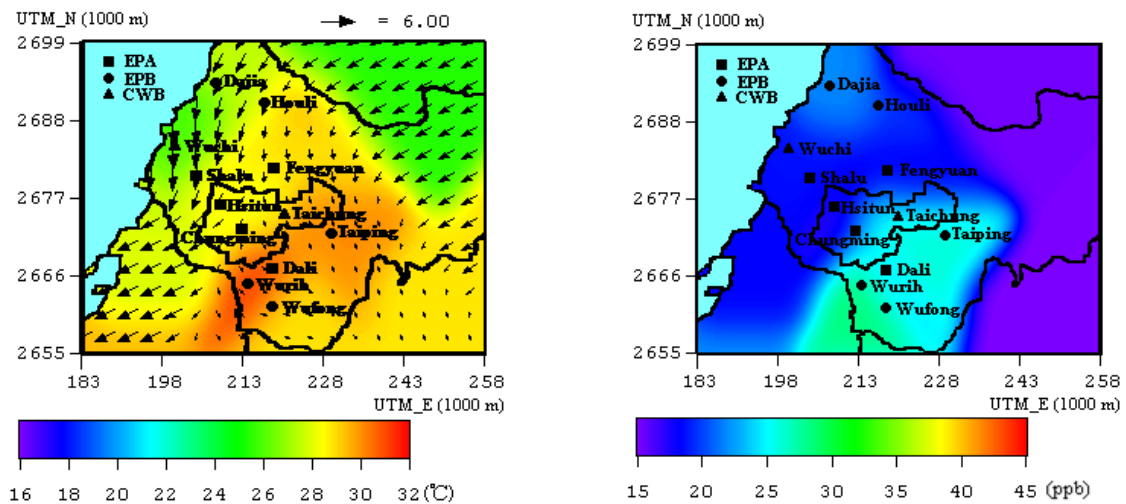 UTM_N (1000 m)
= 6.00
2699
2688
2677
2666
2655
EPA
EPB
CWB
Dajia
Houli
Wuchi
Shalu
Fengyuan
Hsitun
Taichung
Chungming
Taiping
Dali
Wurih
Wufong
183 198 213 228 243 258
UTM_E (1000 m)
16 18 20 22 24 26 28 30 32 (℃)
UTM_N (1000 m)
2699
2688
2677
2666
2655
EPA
EPB
CWB
Dajia
Houli
Wuchi
Shalu
Fengyuan
Hsitun
Taichung
Chungming
Taiping
Dali
Wurih
Wufong
183 198 213 228 243 258
UTM_E (1000 m)
15 20 25 30 35 40 45 (ppb)